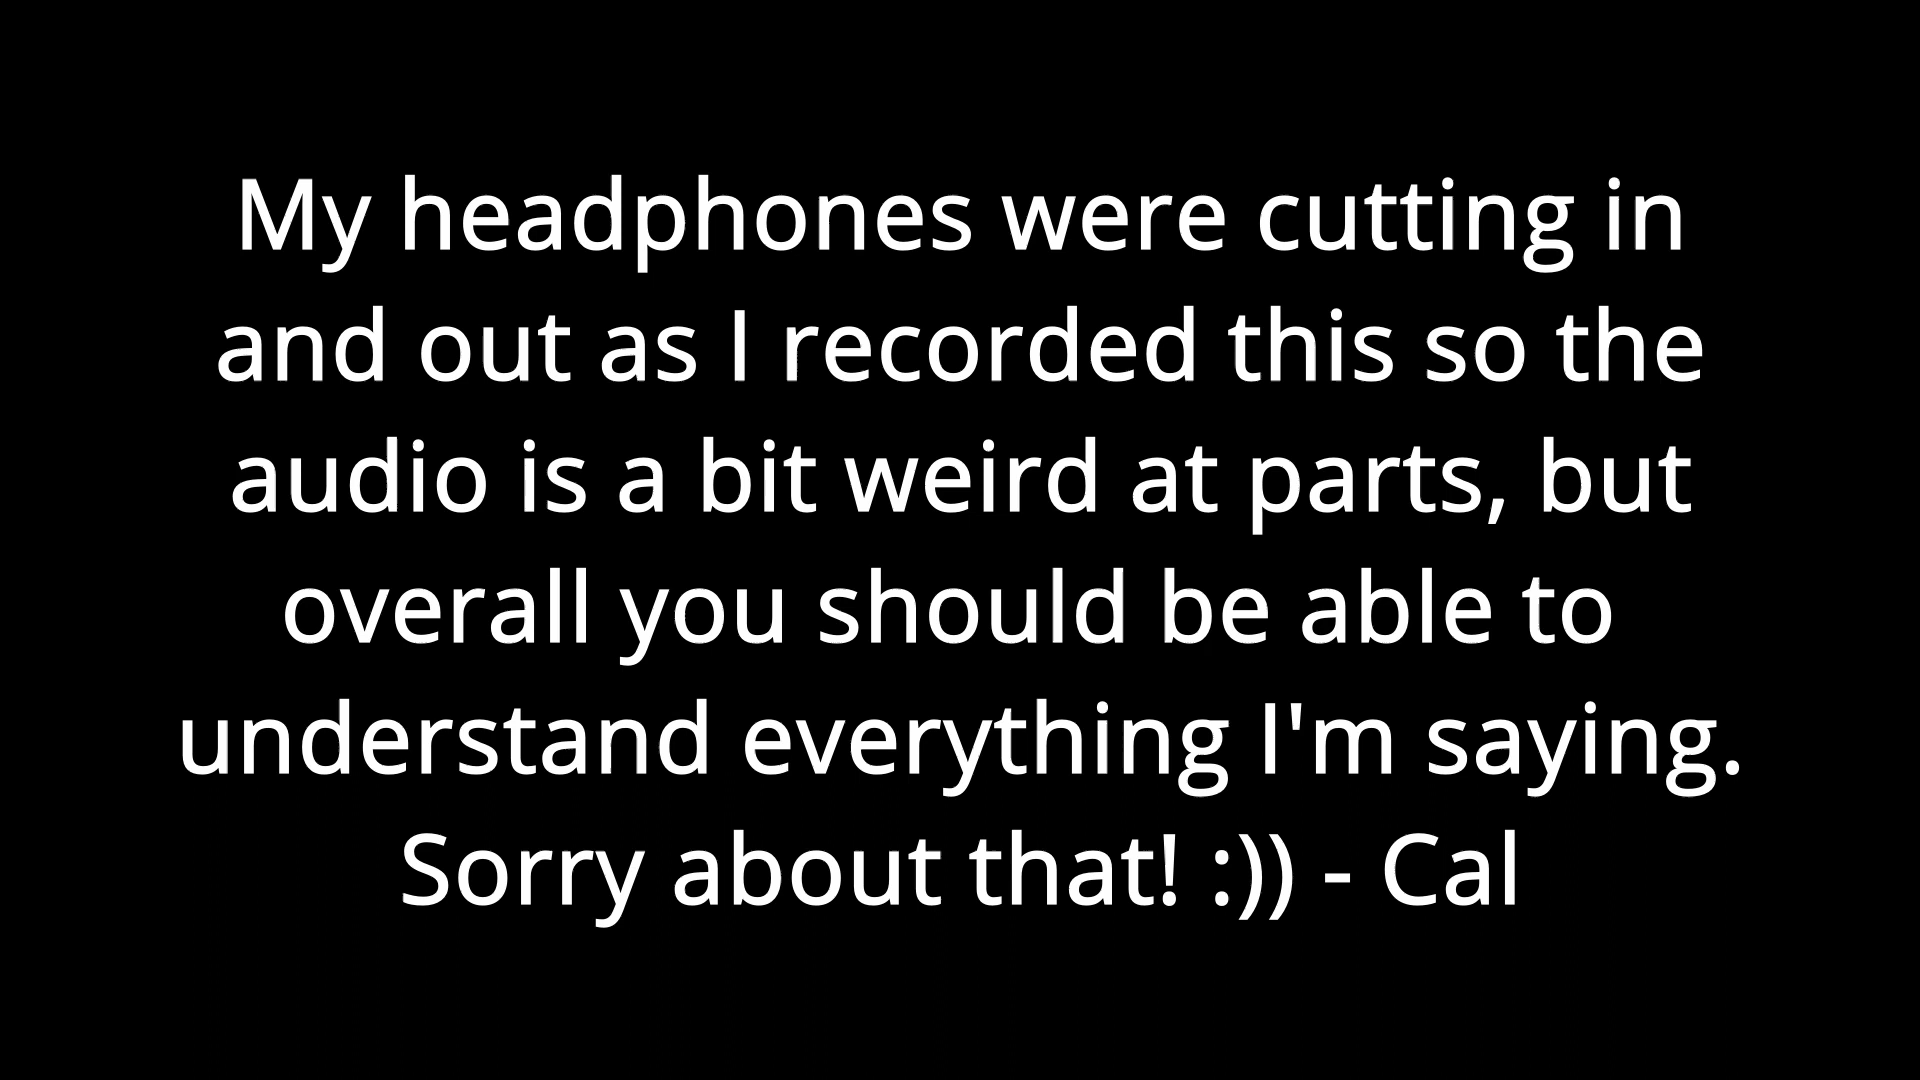 My headphones were cutting in
and out as I recorded this so the
audio is a bit weird at parts, but
overall you should be able to
understand everything I'm saying.
Sorry about that! :)) - Cal